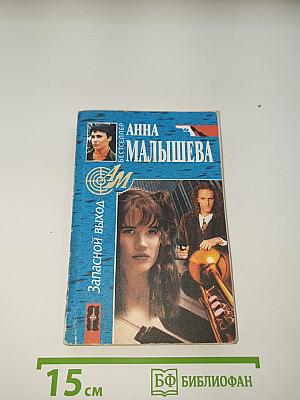 БЕСТСЕЛЛЕР
АННА
МАЛЫШЕВА
АМ
Запасной выход
15 см
БФ БИБЛИОФАН